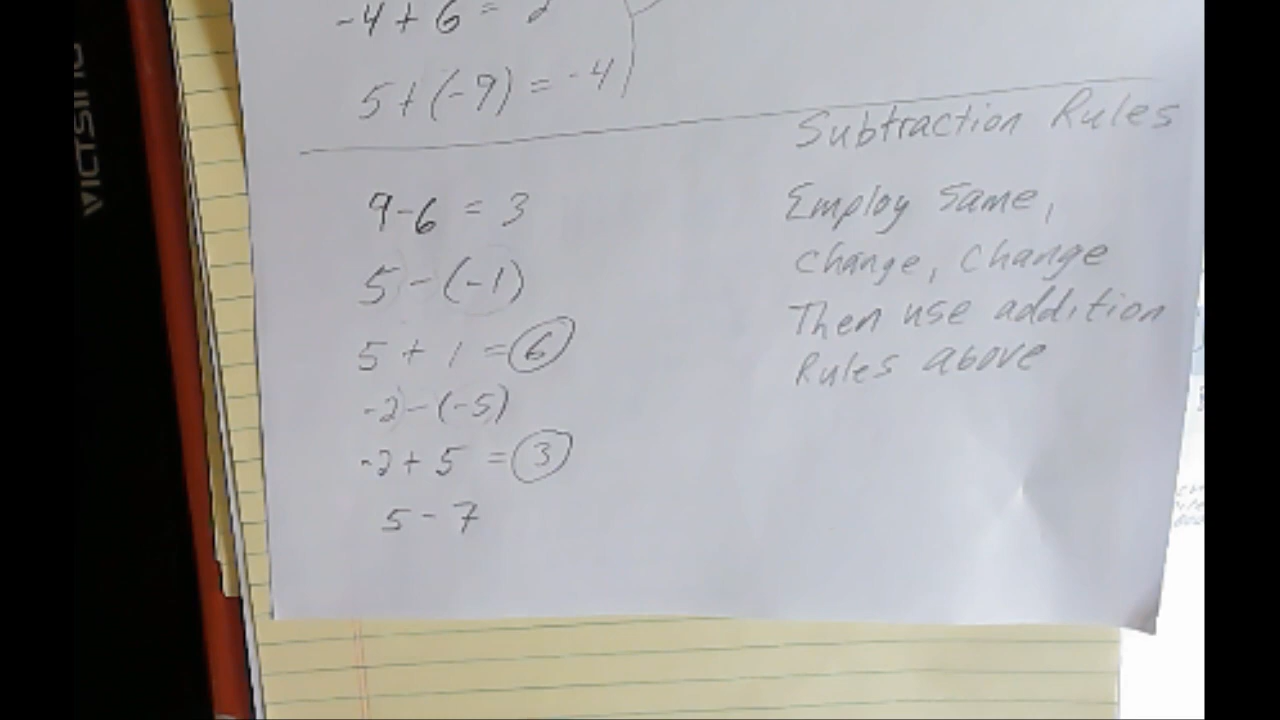 VICTSING
-4 + 6 = 2
5 + (-9) = -4
Subtraction Rules
9 - 6 = 3
5 - (-1)
5 + 1 = 6
-2 - (-5)
-2 + 5 = 3
5 - 7
Employ Same,
Change, Change
Then use addition
Rules above